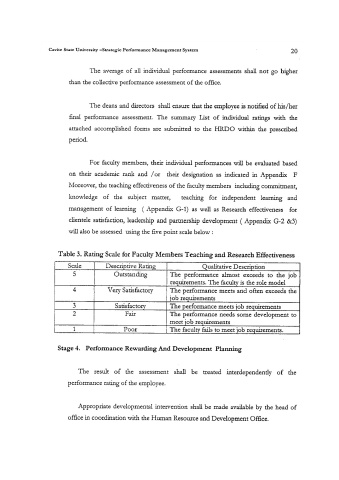 Cavite State University –Strategic Performance Management System 20
The average of all individual performance assessments shall not go higher
than the collective performance assessment of the office.
The deans and directors shall ensure that the employee is notified of his/her
final performance assessment. The summary List of individual ratings with the
attached accomplished forms are submitted to the HRDO within the prescribed
period.
For faculty members, their individual performances will be evaluated based
on their academic rank and /or their designation as indicated in Appendix F
Moreover, the teaching effectiveness of the faculty members including commitment,
knowledge of the subject matter, teaching for independent learning and
management of learning ( Appendix G-1) as well as Research effectiveness for
clientele satisfaction, leadership and partnership development ( Appendix G-2 &3)
will also be assessed using the five point scale below :
Table 3. Rating Scale for Faculty Members Teaching and Research Effectiveness
Scale Descriptive Rating Qualitative Description
5 Outstanding The performance almost exceeds to the job
requirements. The faculty is the role model
4 Very Satisfactory The performance meets and often exceeds the
job requirements
3 Satisfactory The performance meets job requirements
2 Fair The performance needs some development to
meet job requirements
1 Poor The faculty fails to meet job requirements.
Stage 4. Performance Rewarding And Development Planning
The result of the assessment shall be treated interdependently of the
performance rating of the employee.
Appropriate developmental intervention shall be made available by the head of
office in coordination with the Human Resource and Development Office.